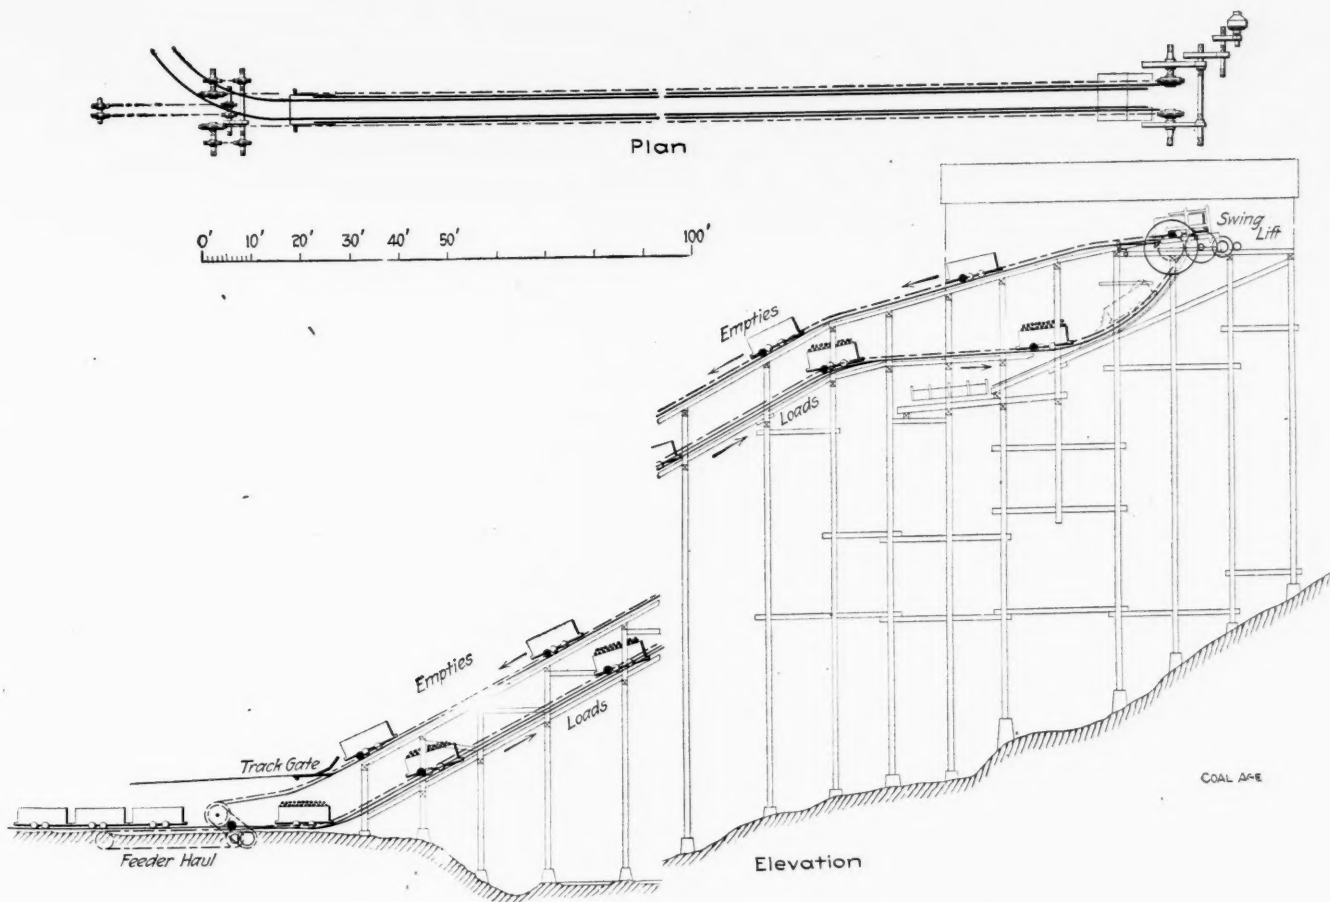 Plan
0' 10' 20' 30' 40' 50' 100'
Swing
Lift
Empties
Loads
Empties
Loads
Track Gate
Feeder Haul
Elevation
COAL AGE